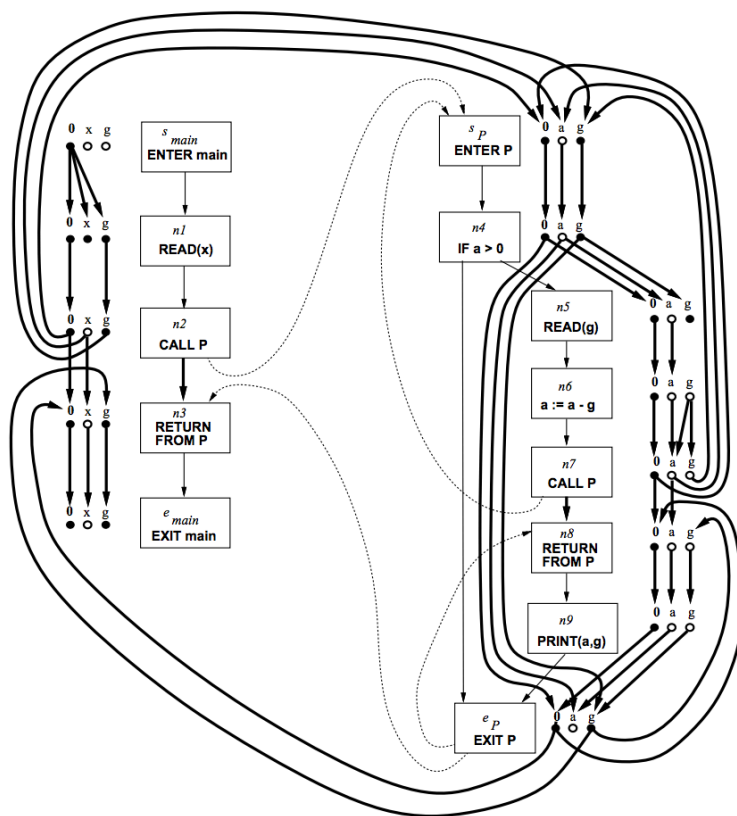 0 x g
s main
ENTER main
0 x g
n1
READ(x)
0 x g
n2
CALL P
0 x g
n3
RETURN
FROM P
0 x g
e main
EXIT main
s P
ENTER P
0 a g
n4
IF a > 0
0 a g
n5
READ(g)
0 a g
n6
a := a - g
0 a g
n7
CALL P
0 a g
n8
RETURN
FROM P
0 a g
n9
PRINT(a,g)
0 a g
e P
EXIT P
0 a g